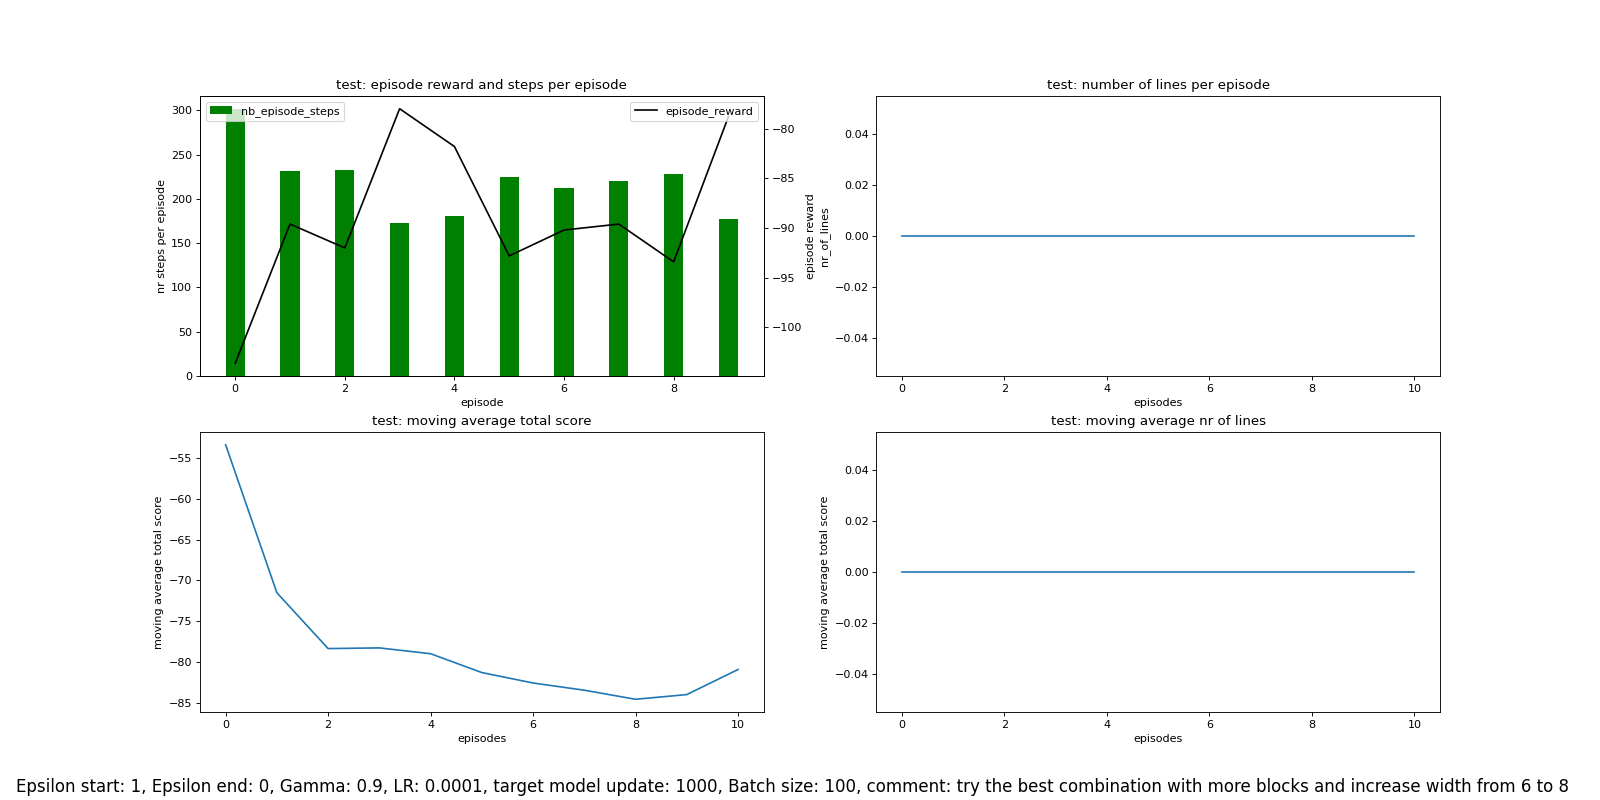 test: episode reward and steps per episode
nb_episode_steps
episode_reward
300
250
200
150
100
50
0
nr steps per episode
−80
−85
−90
−95
−100
episode reward
0 2 4 6 8
episode
test: number of lines per episode
nr_of_lines
0.04
0.02
0.00
−0.02
−0.04
0 2 4 6 8 10
episodes
test: moving average total score
moving average total score
−55
−60
−65
−70
−75
−80
−85
0 2 4 6 8 10
episodes
test: moving average nr of lines
moving average total score
0.04
0.02
0.00
−0.02
−0.04
0 2 4 6 8 10
episodes
Epsilon start: 1, Epsilon end: 0, Gamma: 0.9, LR: 0.0001, target model update: 1000, Batch size: 100, comment: try the best combination with more blocks and increase width from 6 to 8